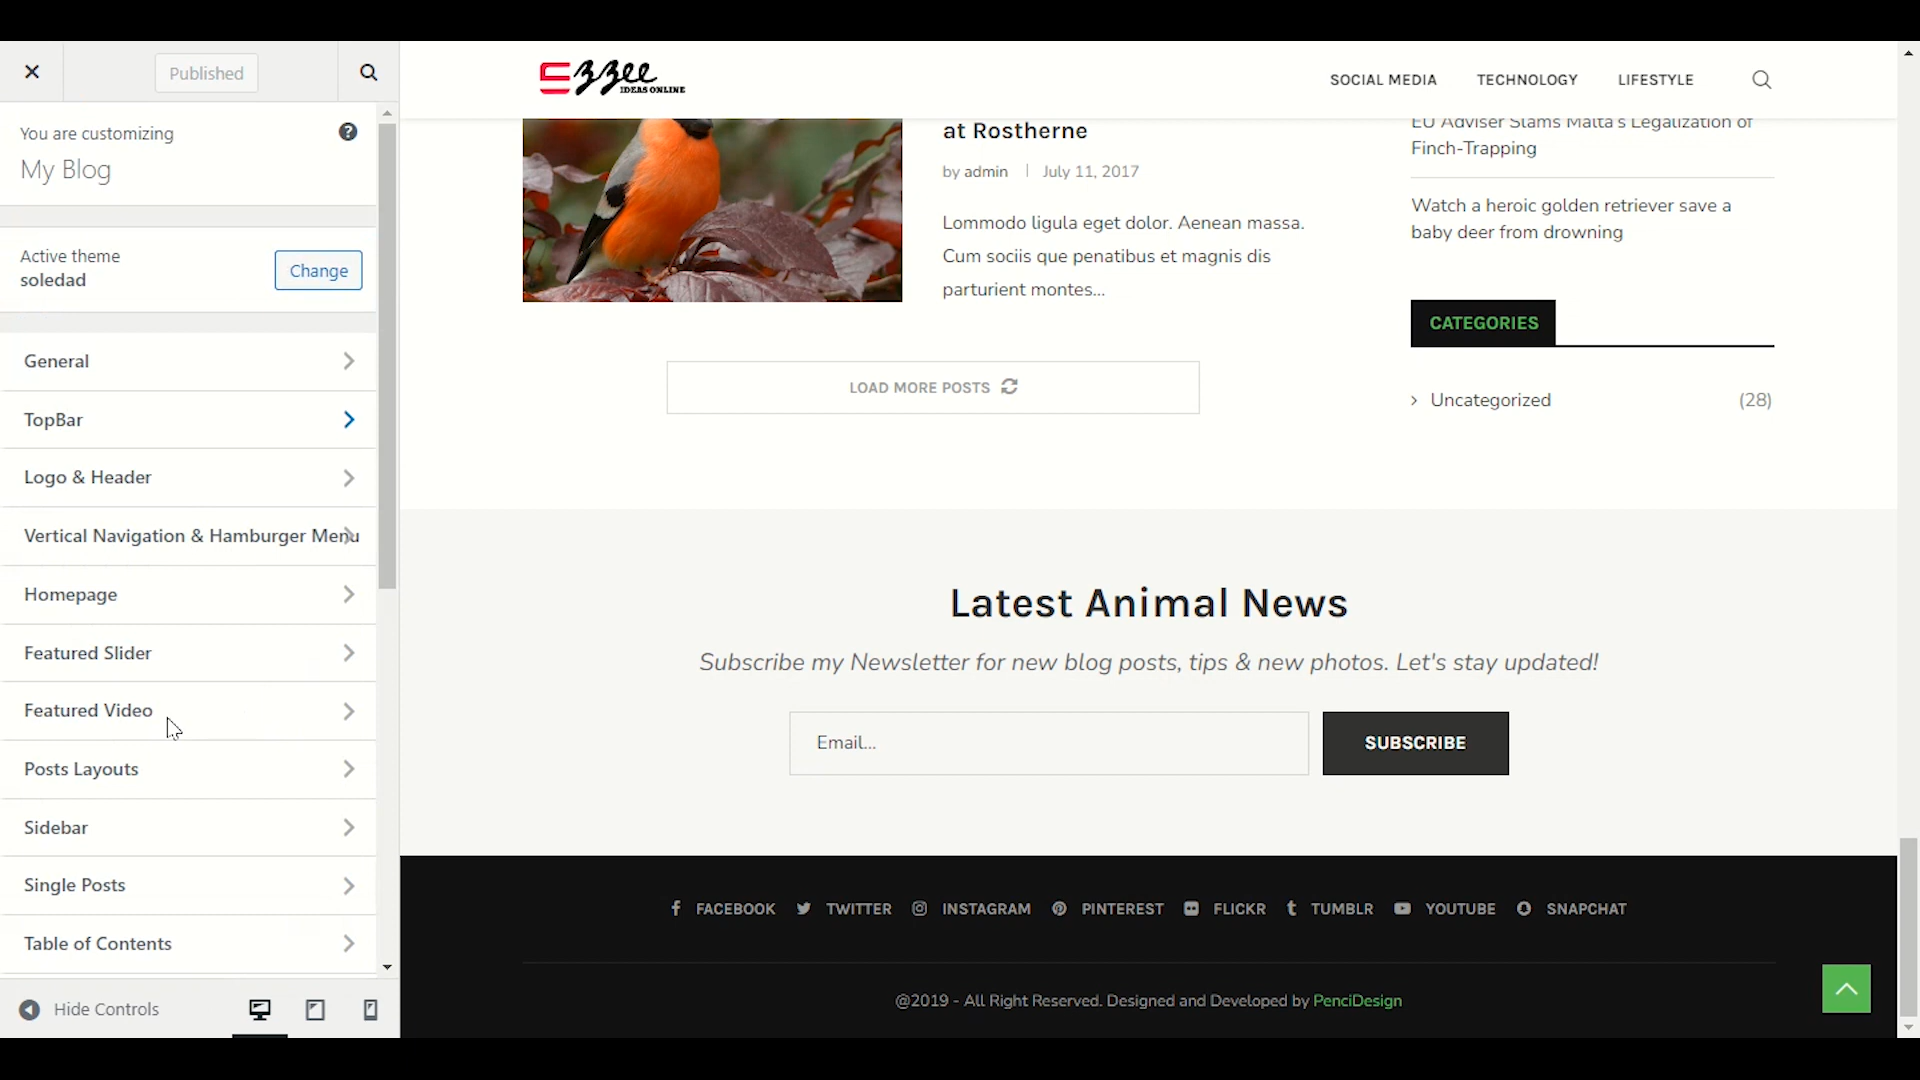 Published
You are customizing
My Blog
Active theme
soledad
Change
General
TopBar
Logo & Header
Vertical Navigation & Hamburger Menu
Homepage
Featured Slider
Featured Video
Posts Layouts
Sidebar
Single Posts
Table of Contents
Hide Controls
Ezzee
IDEAS ONLINE
SOCIAL MEDIA TECHNOLOGY LIFESTYLE
at Rostherne
by admin July 11, 2017
Lommodo ligula eget dolor. Aenean massa.
Cum sociis que penatibus et magnis dis
parturient montes...
LOAD MORE POSTS
EU Adviser Slams Malta's Legalization of
Finch-Trapping
Watch a heroic golden retriever save a
baby deer from drowning
CATEGORIES
Uncategorized (28)
Latest Animal News
Subscribe my Newsletter for new blog posts, tips & new photos. Let's stay updated!
Email...
SUBSCRIBE
FACEBOOK TWITTER INSTAGRAM PINTEREST FLICKR TUMBLR YOUTUBE SNAPCHAT
@2019 - All Right Reserved. Designed and Developed by PenciDesign